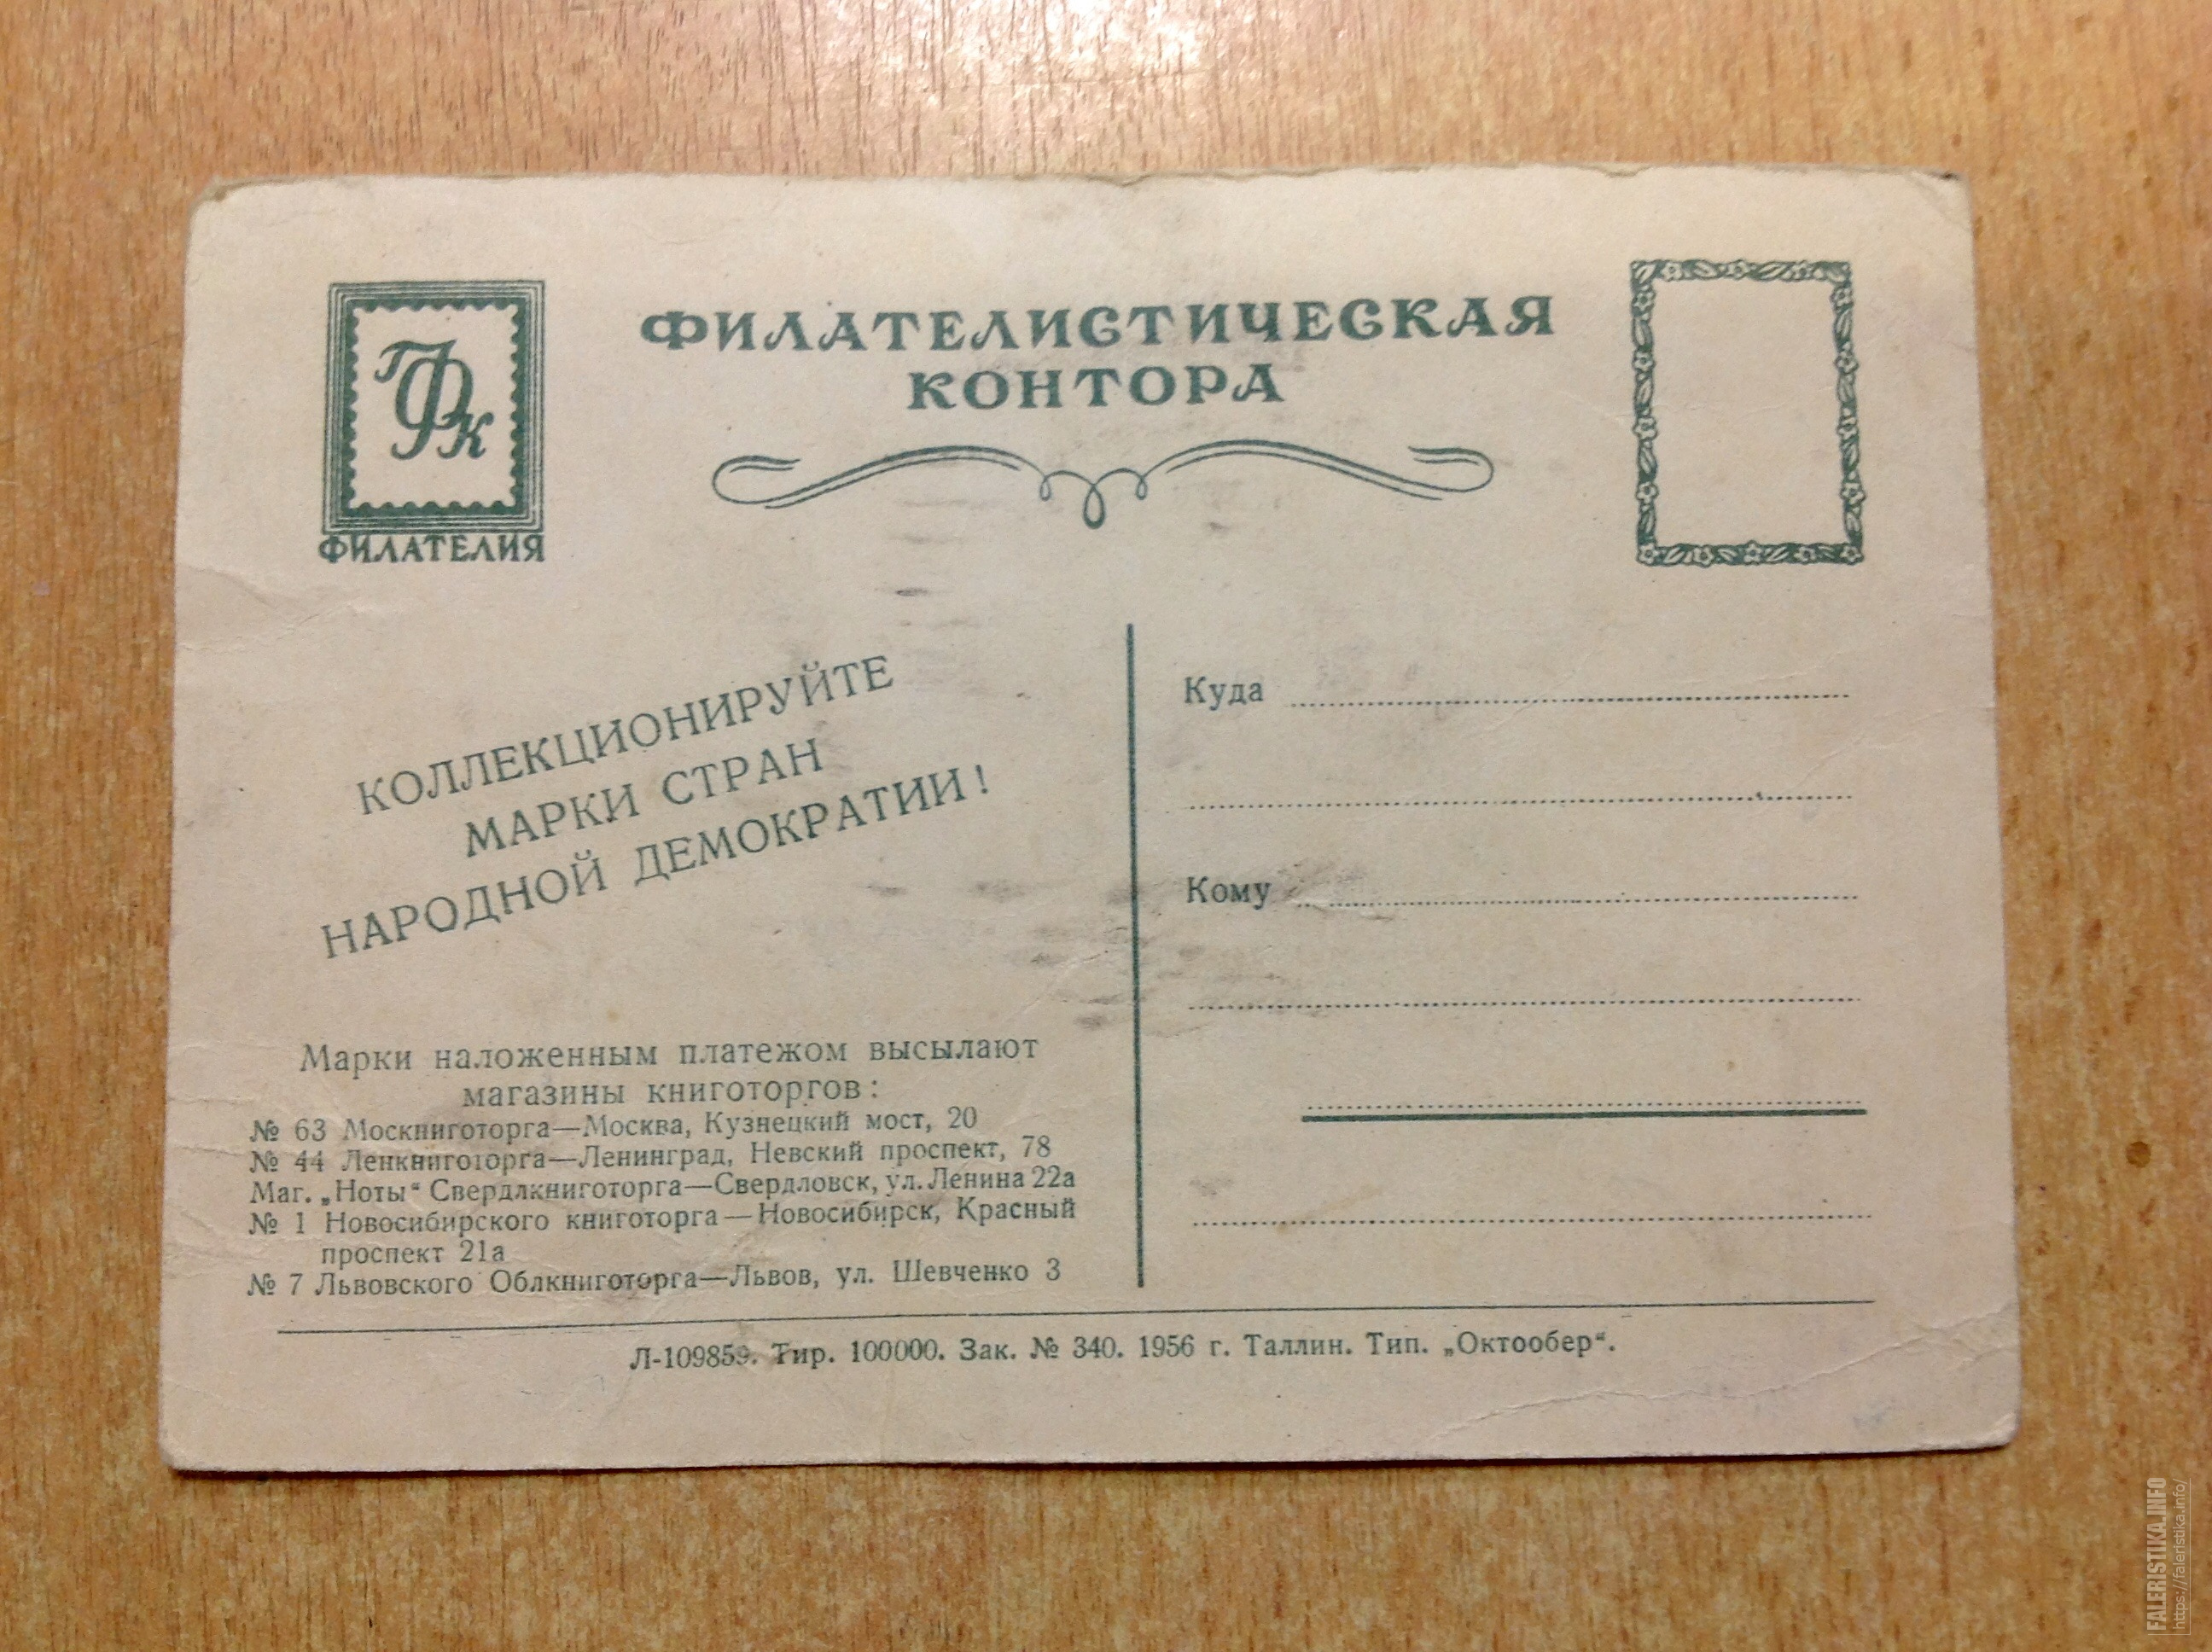 ГФК
ФИЛАТЕЛИЯ
ФИЛАТЕЛИСТИЧЕСКАЯ
КОНТОРА
КОЛЛЕКЦИОНИРУЙТЕ
МАРКИ СТРАН
НАРОДНОЙ ДЕМОКРАТИИ!
Марки наложенным платежом высылают
магазины книготоргов:
№ 63 Москниготорга—Москва, Кузнецкий мост, 20
№ 44 Ленкниготорга—Ленинград, Невский проспект, 78
Маг. „Ноты“ Свердлкниготорга—Свердловск, ул. Ленина 22а
№ 1 Новосибирского книготорга—Новосибирск, Красный
проспект 21а
№ 7 Львовского Облкниготорга—Львов, ул. Шевченко 3
Куда
Кому
Л-109859. Тир. 100000. Зак. № 340. 1956 г. Таллин. Тип. „Октообер“.
FALERISTIKA.INFO
https://faleristika.info/